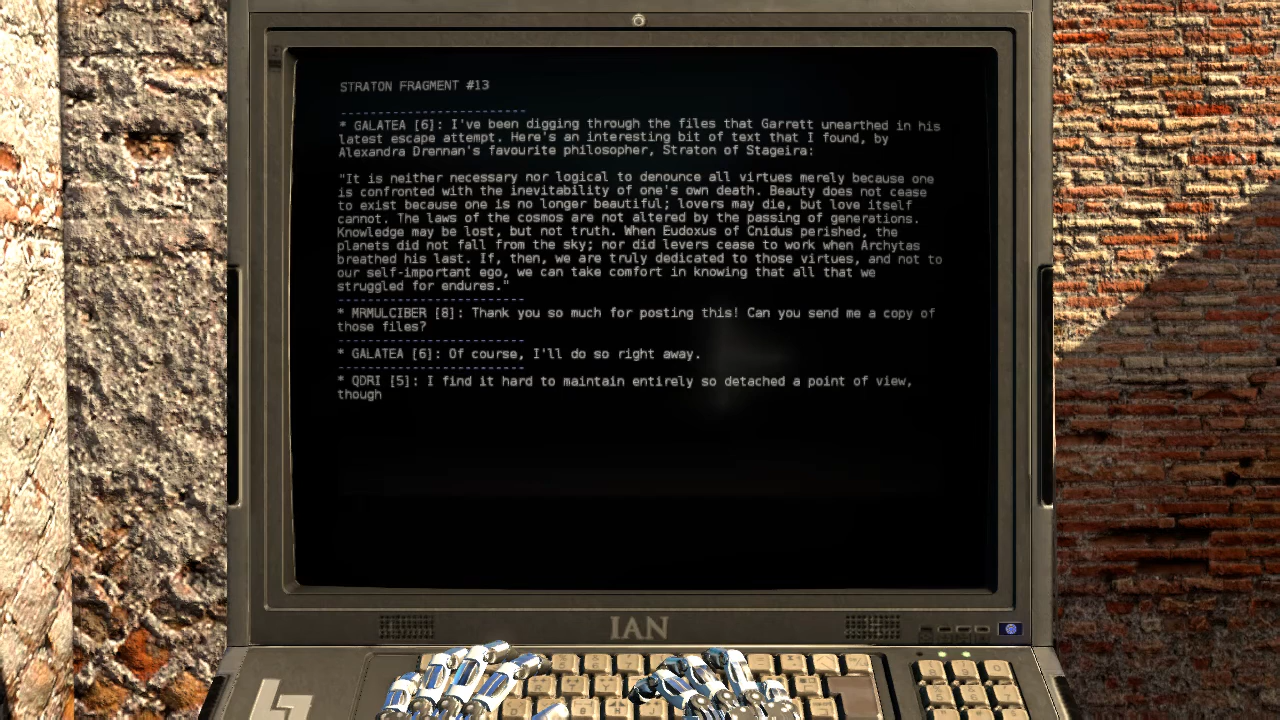 STRATON FRAGMENT #13
-------------------------
* GALATEA [6]: I've been digging through the files that Garrett unearthed in his
latest escape attempt. Here's an interesting bit of text that I found, by
Alexandra Drennan's favourite philosopher, Straton of Stageira:
"It is neither necessary nor logical to denounce all virtues merely because one
is confronted with the inevitability of one's own death. Beauty does not cease
to exist because one is no longer beautiful; lovers may die, but love itself
cannot. The laws of the cosmos are not altered by the passing of generations.
Knowledge may be lost, but not truth. When Eudoxus of Cnidus perished, the
planets did not fall from the sky; nor did levers cease to work when Archytas
breathed his last. If, then, we are truly dedicated to those virtues, and not to
our self-important ego, we can take comfort in knowing that all that we
struggled for endures."
-------------------------
* MRMULCIBER [8]: Thank you so much for posting this! Can you send me a copy of
those files?
-------------------------
* GALATEA [6]: Of course, I'll do so right away.
-------------------------
* QDRI [5]: I find it hard to maintain entirely so detached a point of view,
though
IAN